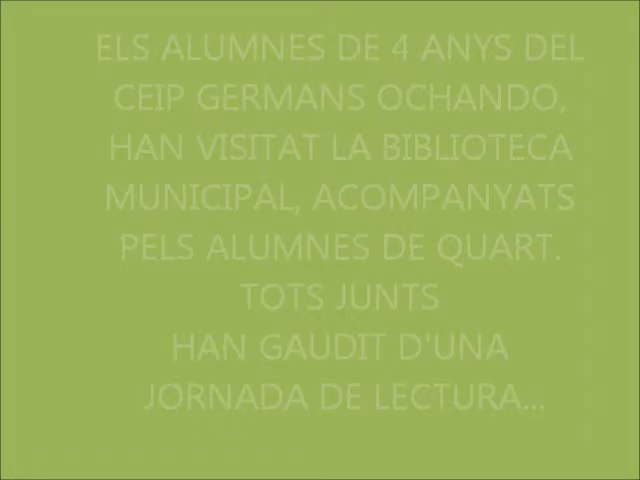 ELS ALUMNES DE 4 ANYS DEL
CEIP GERMANS OCHANDO,
HAN VISITAT LA BIBLIOTECA
MUNICIPAL, ACOMPANYATS
PELS ALUMNES DE QUART.
TOTS JUNTS
HAN GAUDIT D'UNA
JORNADA DE LECTURA...